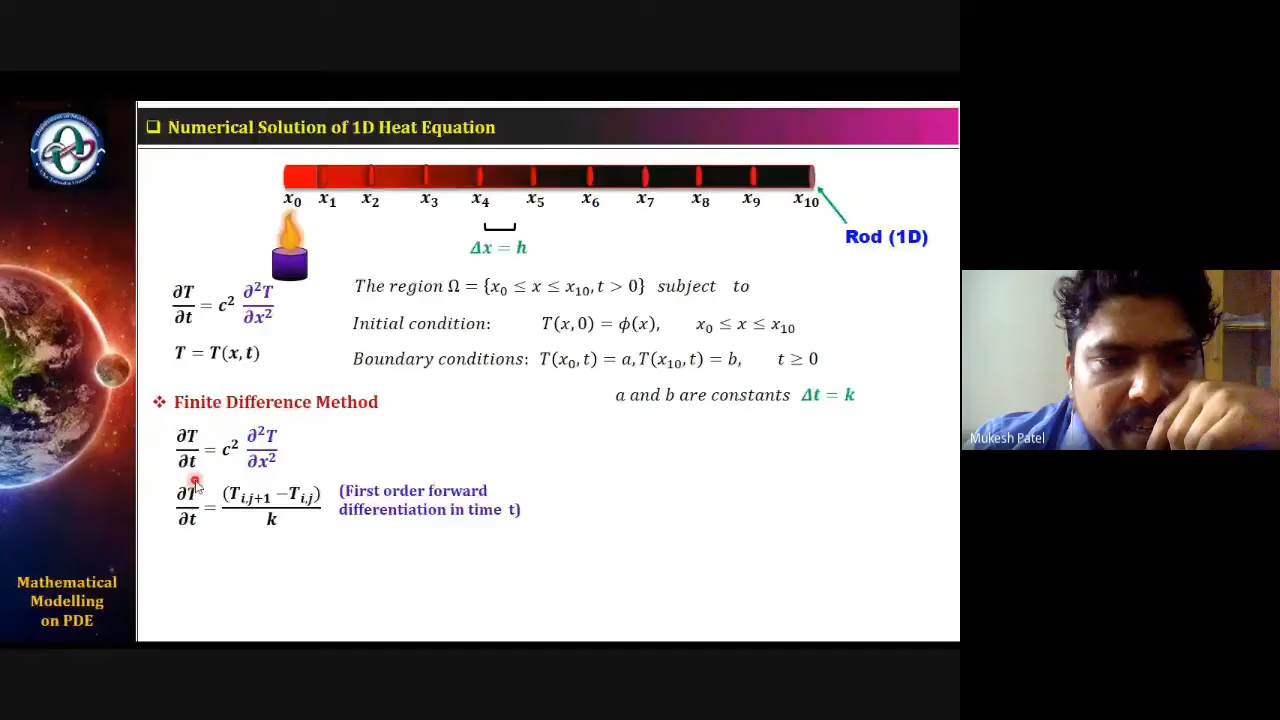 ❑ Numerical Solution of 1D Heat Equation
x₀ x₁ x₂ x₃ x₄ x₅ x₆ x₇ x₈ x₉ x₁₀
Rod (1D)
Δx = h
∂T/∂t = c² ∂²T/∂x²
The region Ω = {x₀ ≤ x ≤ x₁₀, t > 0} subject to
Initial condition: T(x, 0) = ϕ(x), x₀ ≤ x ≤ x₁₀
T = T(x, t)
Boundary conditions: T(x₀, t) = a, T(x₁₀, t) = b, t ≥ 0
a and b are constants Δt = k
❖ Finite Difference Method
∂T/∂t = c² ∂²T/∂x²
∂T/∂t = (T_{i,j+1} − T_{i,j})/k
(First order forward
differentiation in time t)
Mathematical
Modelling
on PDE
Mukesh Patel